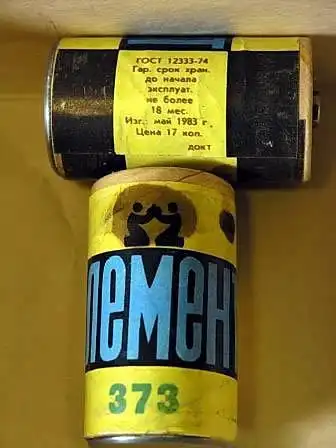 ГОСТ 12333-74
Гар. срок хран.
до начала
эксплуат.
не более
18 мес.
Изг.: май 1983 г.
Цена 17 коп.
докт
лемен
373